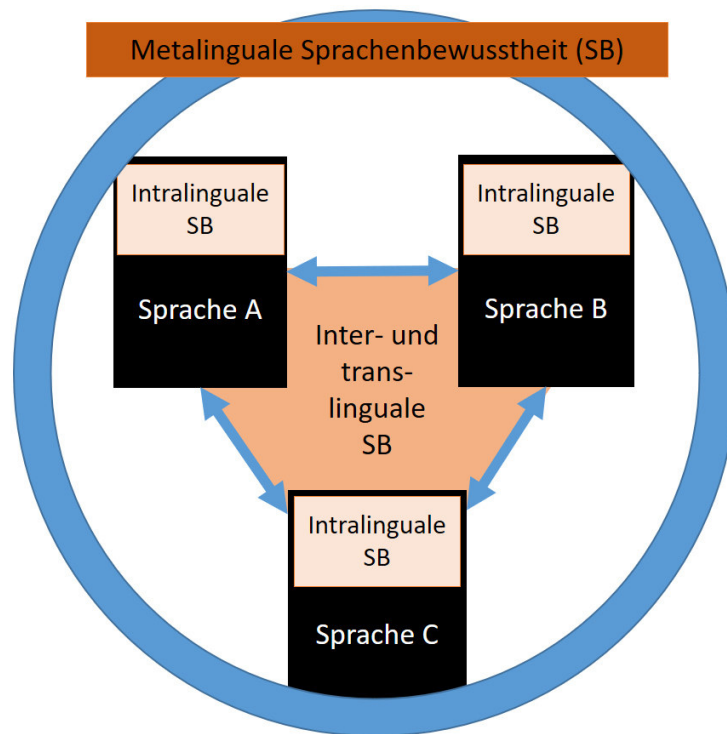 Metalinguale Sprachenbewusstheit (SB)
Intralinguale
SB
Sprache A
Intralinguale
SB
Sprache B
Inter- und
trans-
linguale
SB
Intralinguale
SB
Sprache C